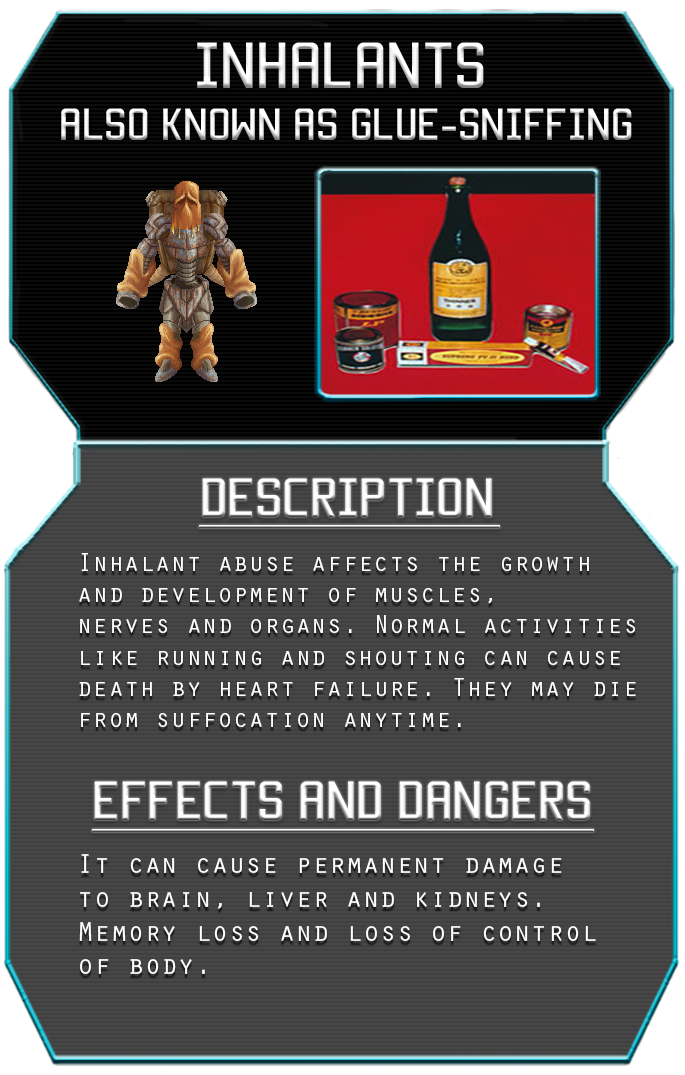 INHALANTS
ALSO KNOWN AS GLUE-SNIFFING
THINNER
DESCRIPTION
INHALANT ABUSE AFFECTS THE GROWTH
AND DEVELOPMENT OF MUSCLES,
NERVES AND ORGANS. NORMAL ACTIVITIES
LIKE RUNNING AND SHOUTING CAN CAUSE
DEATH BY HEART FAILURE. THEY MAY DIE
FROM SUFFOCATION ANYTIME.
EFFECTS AND DANGERS
IT CAN CAUSE PERMANENT DAMAGE
TO BRAIN, LIVER AND KIDNEYS.
MEMORY LOSS AND LOSS OF CONTROL
OF BODY.